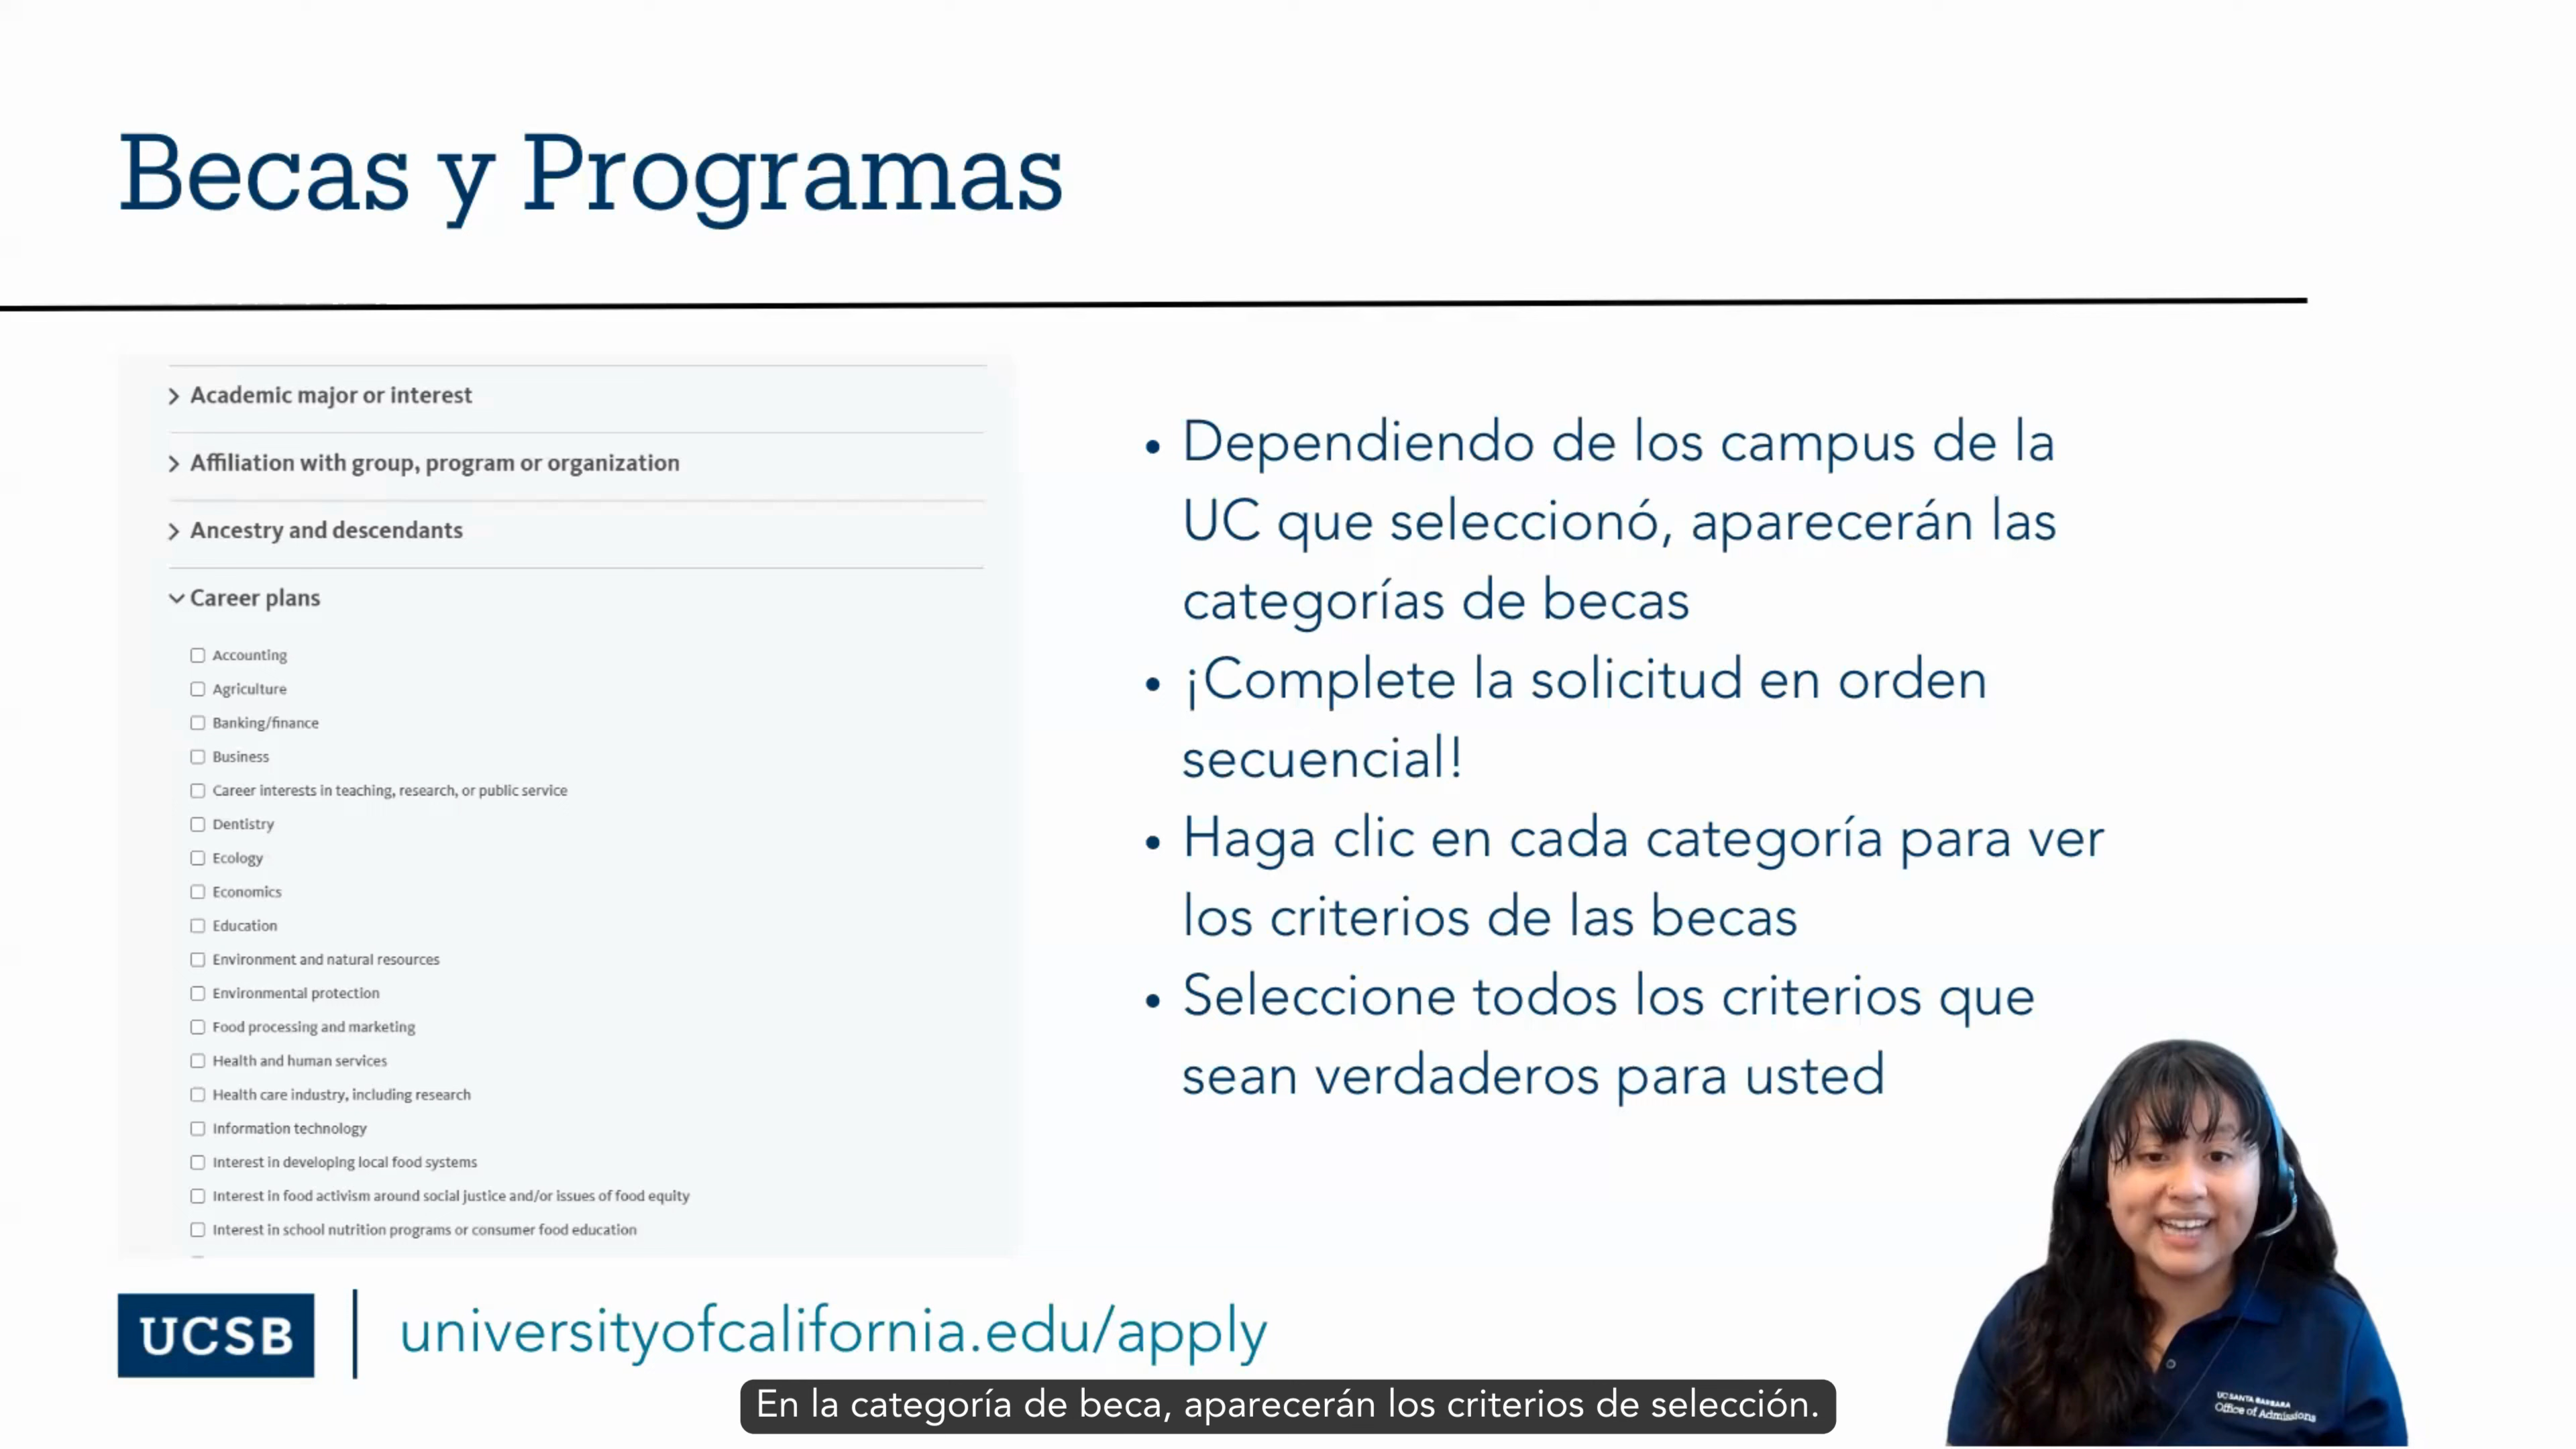 Becas y Programas
Academic major or interest
Affiliation with group, program or organization
Ancestry and descendants
Career plans
Accounting
Agriculture
Banking/finance
Business
Career interests in teaching, research, or public service
Dentistry
Ecology
Economics
Education
Environment and natural resources
Environmental protection
Food processing and marketing
Health and human services
Health care industry, including research
Information technology
Interest in developing local food systems
Interest in food activism around social justice and/or issues of food equity
Interest in school nutrition programs or consumer food education
• Dependiendo de los campus de la
UC que seleccionó, aparecerán las
categorías de becas
• ¡Complete la solicitud en orden
secuencial!
• Haga clic en cada categoría para ver
los criterios de las becas
• Seleccione todos los criterios que
sean verdaderos para usted
UCSB
universityofcalifornia.edu/apply
UC SANTA BARBARA
Office of Admissions
En la categoría de beca, aparecerán los criterios de selección.